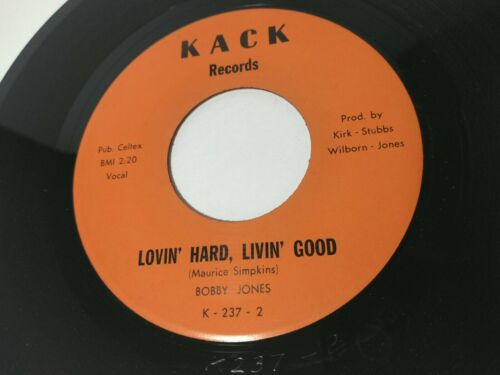 KACK
Records
Pub. Celtex
BMI 2:20
Vocal
Prod. by
Kirk - Stubbs
Wilborn - Jones
LOVIN' HARD, LIVIN' GOOD
(Maurice Simpkins)
BOBBY JONES
K - 237 - 2
237